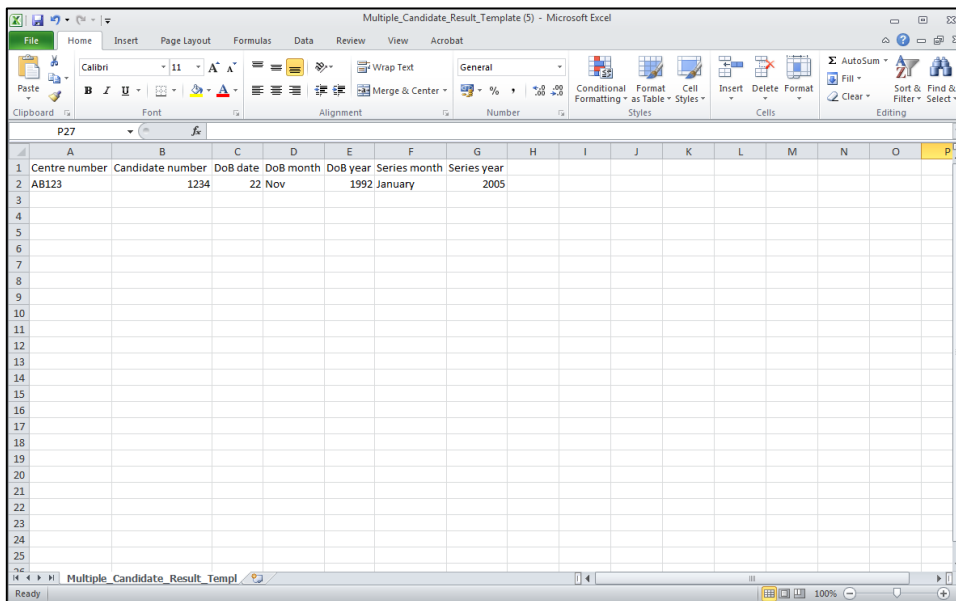 Multiple_Candidate_Result_Template (5) - Microsoft Excel
File Home Insert Page Layout Formulas Data Review View Acrobat
Calibri 11 A A Wrap Text General Σ AutoSum
Paste Fill
B I U A Merge & Center % , .0 .00 .00 .0 Conditional Format Cell Insert Delete Format Sort & Find &
Formatting as Table Styles Clear Filter Select
Clipboard Font Alignment Number Styles Cells Editing
P27 fx
A B C D E F G H I J K L M N O P
1 Centre number Candidate number DoB date DoB month DoB year Series month Series year
2 AB123 1234 22 Nov 1992 January 2005
3
4
5
6
7
8
9
10
11
12
13
14
15
16
17
18
19
20
21
22
23
24
25
Multiple_Candidate_Result_Templ
Ready 100%